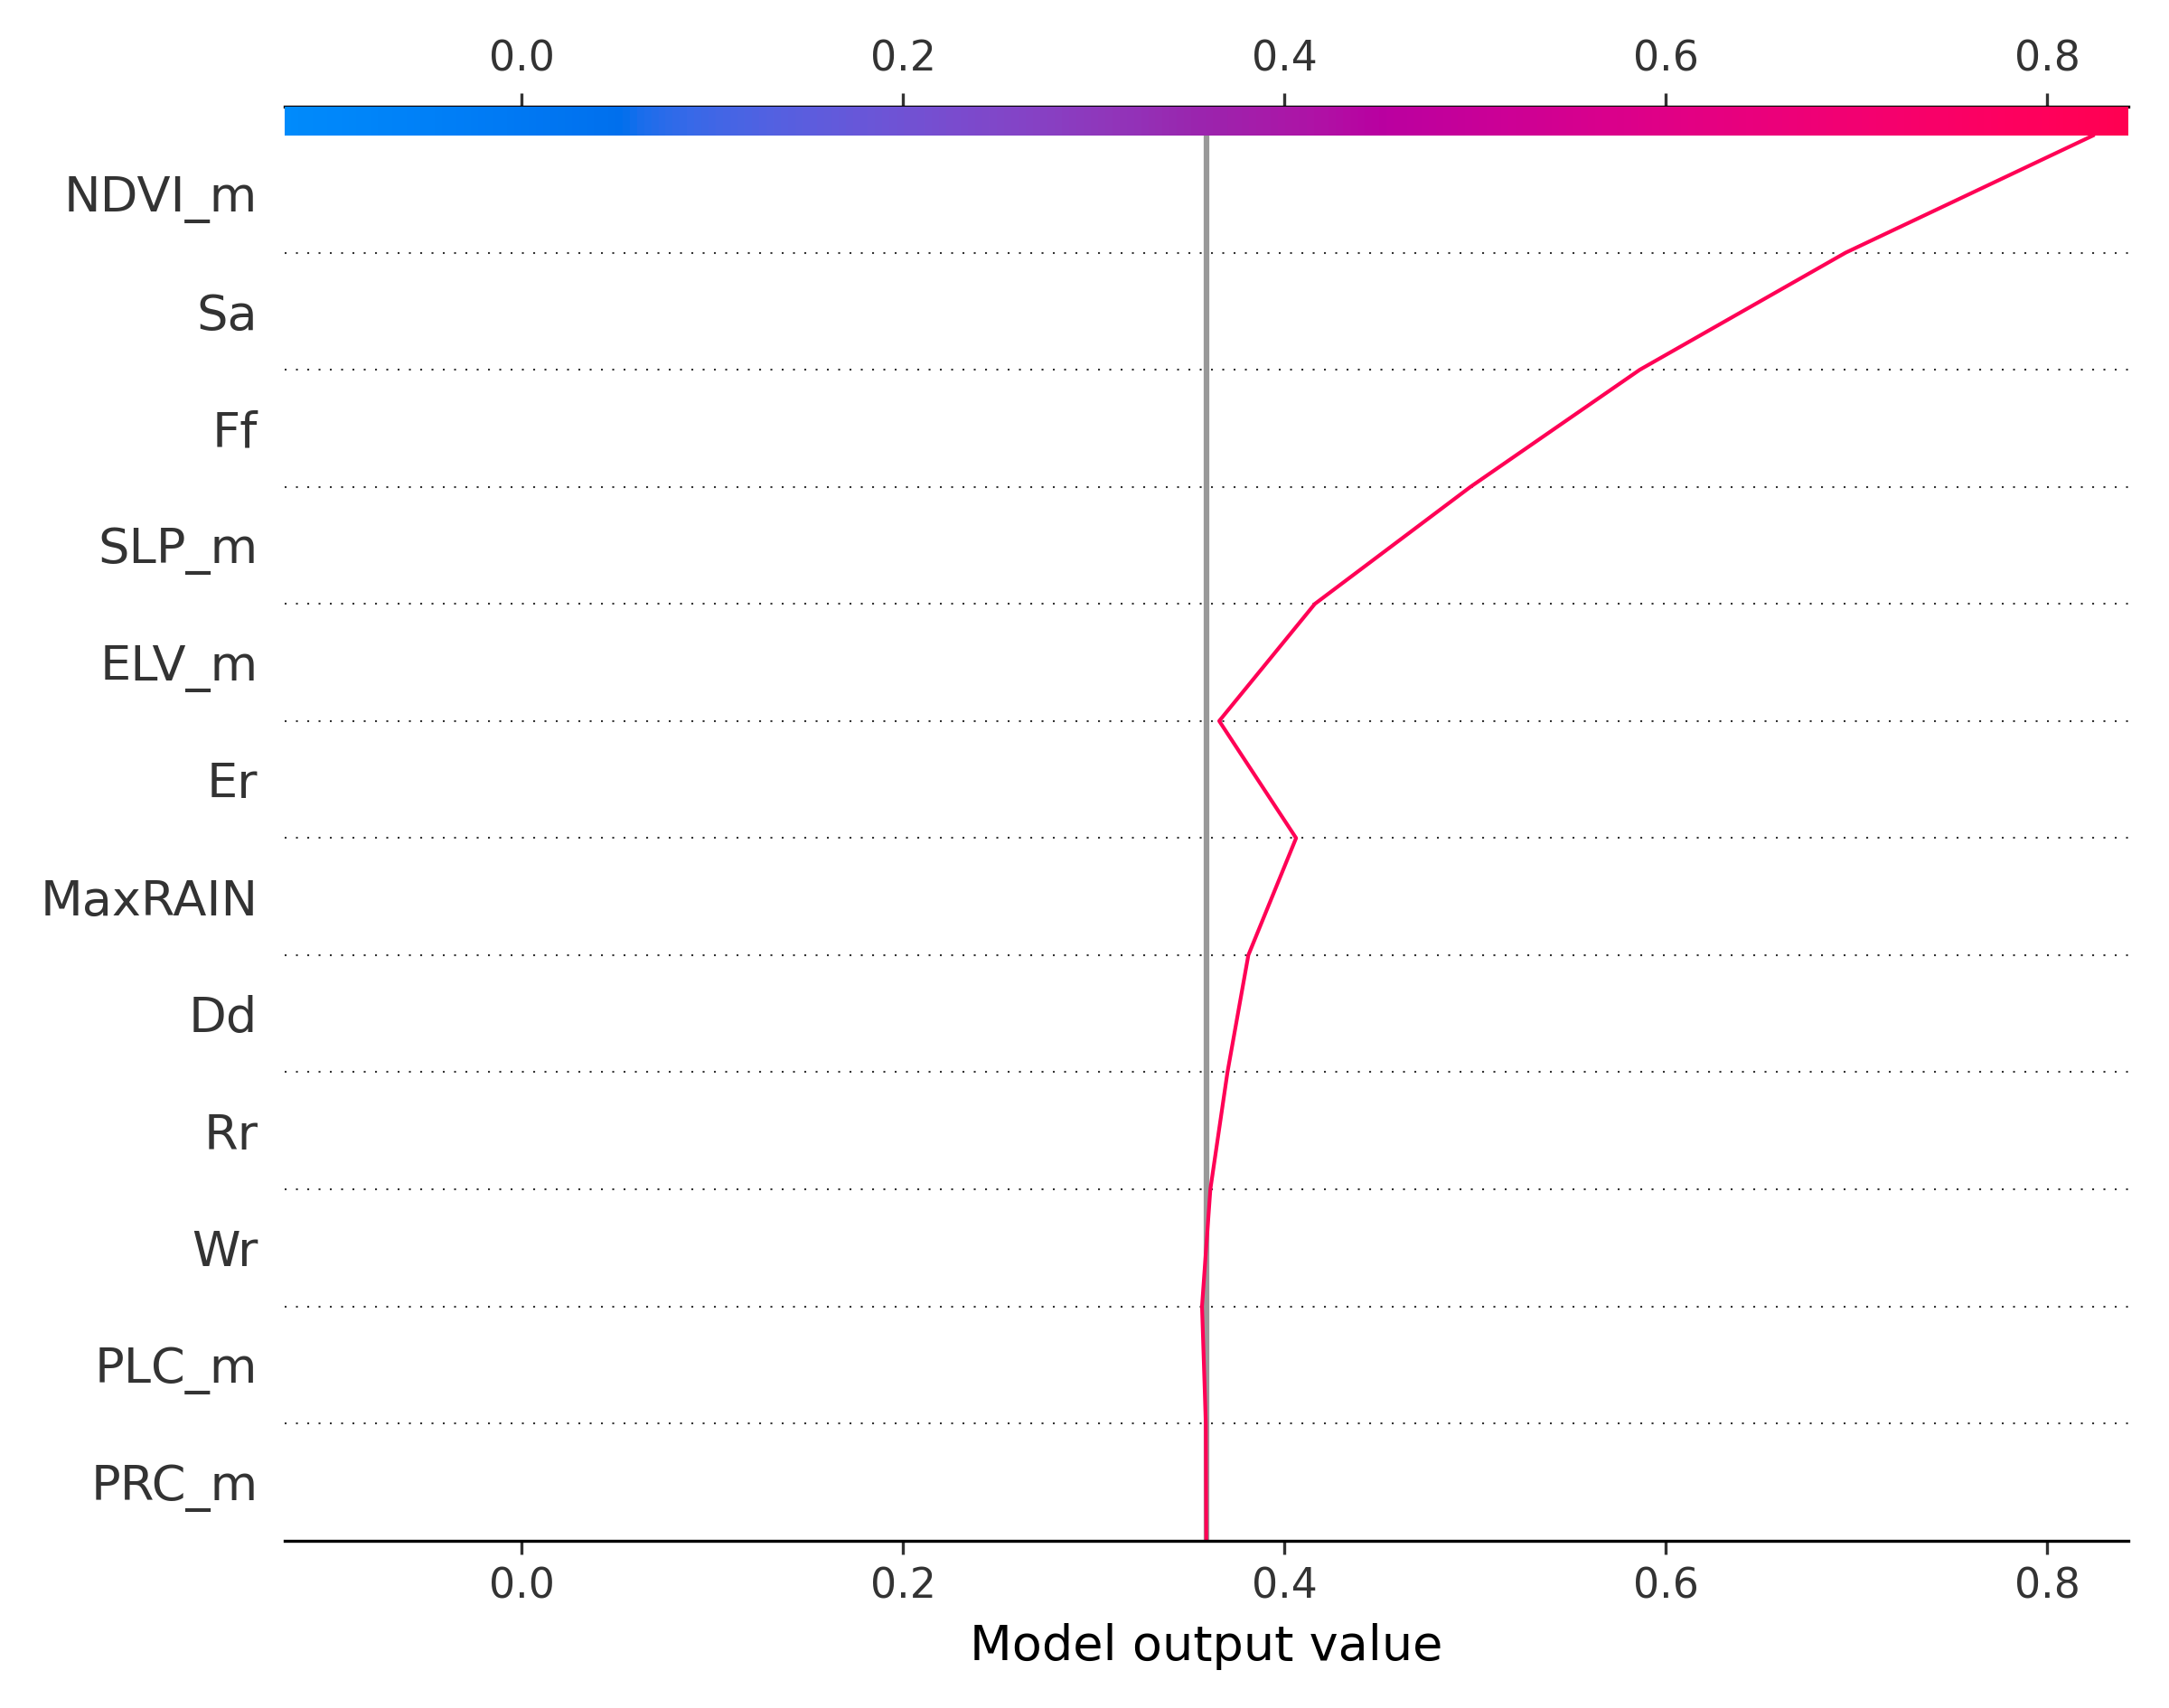 0.0 0.2 0.4 0.6 0.8
NDVI_m
Sa
Ff
SLP_m
ELV_m
Er
MaxRAIN
Dd
Rr
Wr
PLC_m
PRC_m
0.0 0.2 0.4 0.6 0.8
Model output value